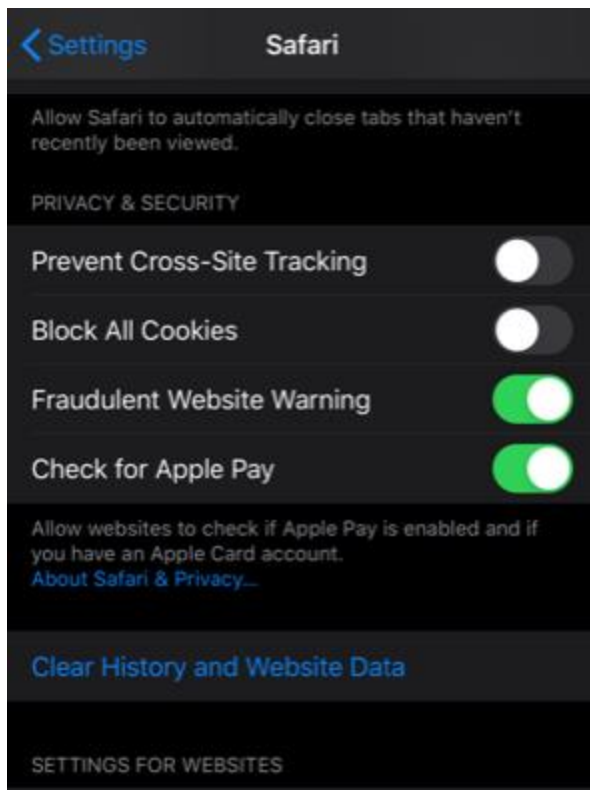 Settings
Safari
Allow Safari to automatically close tabs that haven't
recently been viewed.
PRIVACY & SECURITY
Prevent Cross-Site Tracking
Block All Cookies
Fraudulent Website Warning
Check for Apple Pay
Allow websites to check if Apple Pay is enabled and if
you have an Apple Card account.
About Safari & Privacy...
Clear History and Website Data
SETTINGS FOR WEBSITES